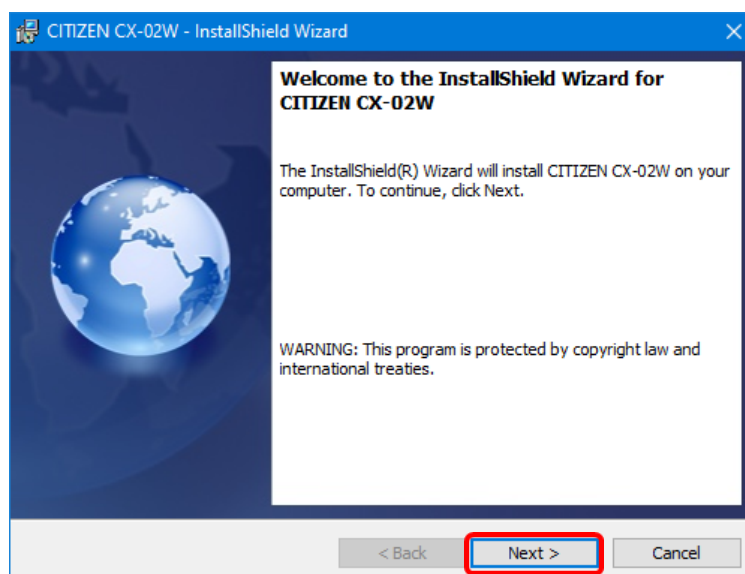 CITIZEN CX-02W - InstallShield Wizard
Welcome to the InstallShield Wizard for
CITIZEN CX-02W
The InstallShield(R) Wizard will install CITIZEN CX-02W on your
computer. To continue, click Next.
WARNING: This program is protected by copyright law and
international treaties.
< Back Next > Cancel